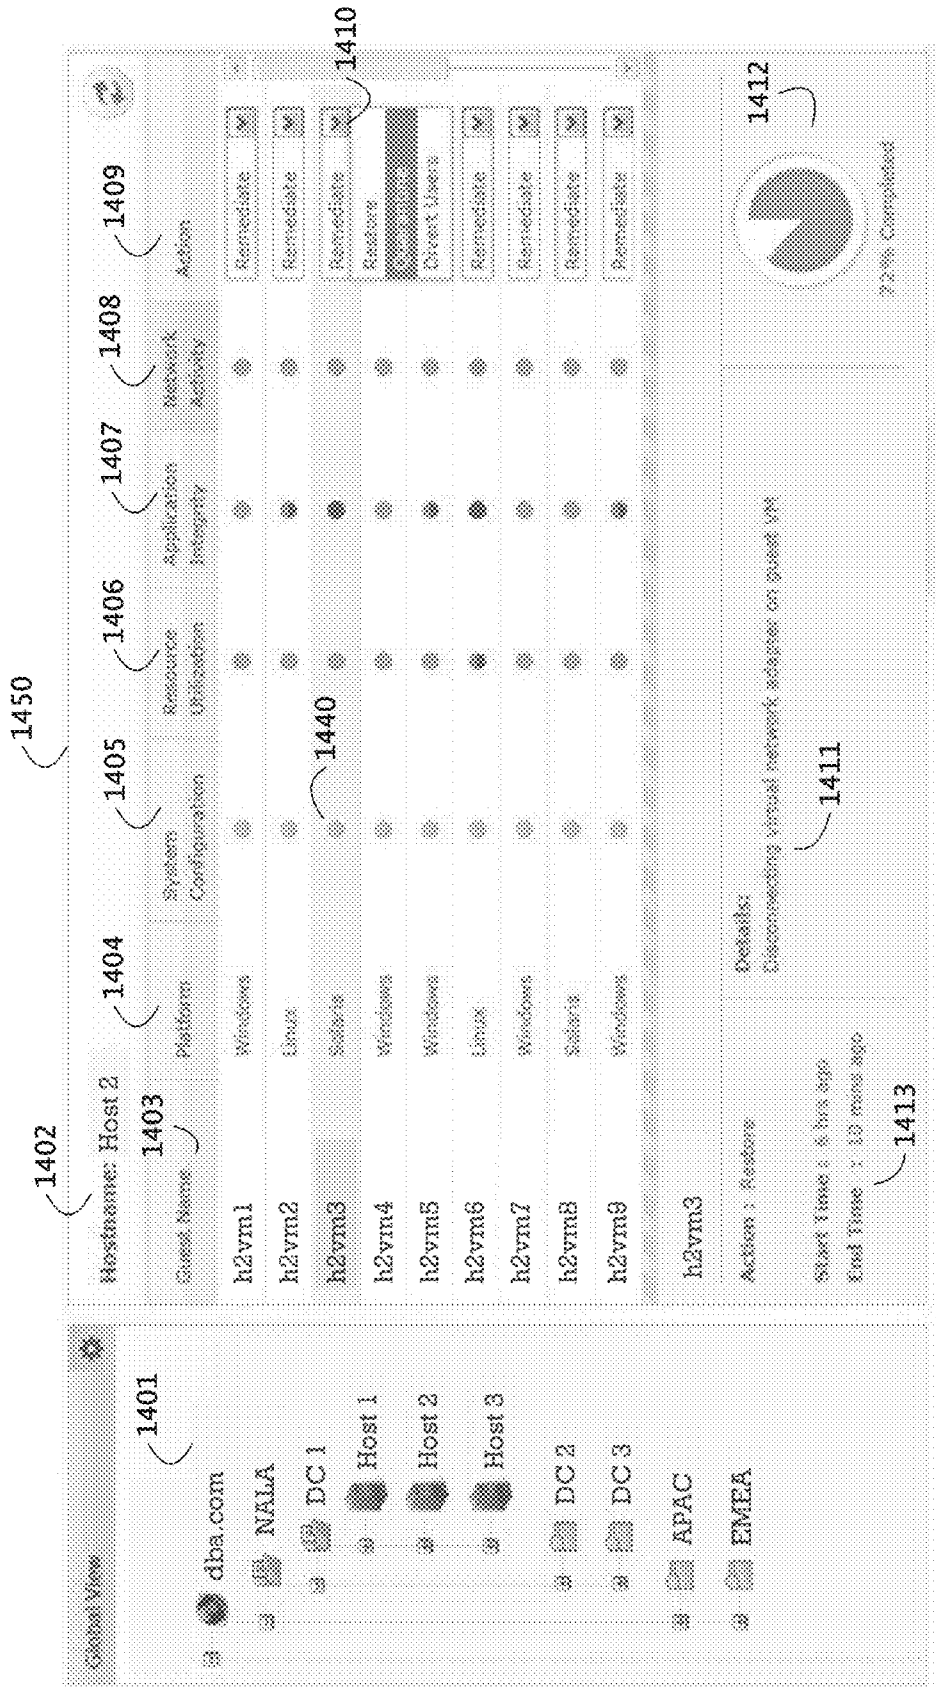 1450
1402
1401
1403
1404
1405
1406
1407
1408
1409
1410
1440
1411
1412
1413
Global View
dba.com
NALA
DC 1
Host 1
Host 2
Host 3
DC 2
DC 3
APAC
EMEA
Hostname: Host 2
Guest Name Platform System Configuration Resource Utilization Application Integrity Network Activity Action
h2vm1 Windows Remediate
h2vm2 Linux Remediate
h2vm3 Solaris Remediate
Restore
h2vm4 Windows
h2vm5 Windows Divert Users
h2vm6 Linux Remediate
h2vm7 Windows Remediate
h2vm8 Solaris Remediate
h2vm9 Windows Remediate
h2vm3
Action : Restore
Start Time : 6 hrs ago
End Time : 10 mins ago
Details:
Disconnecting virtual network adapter on guest VM
% Completed